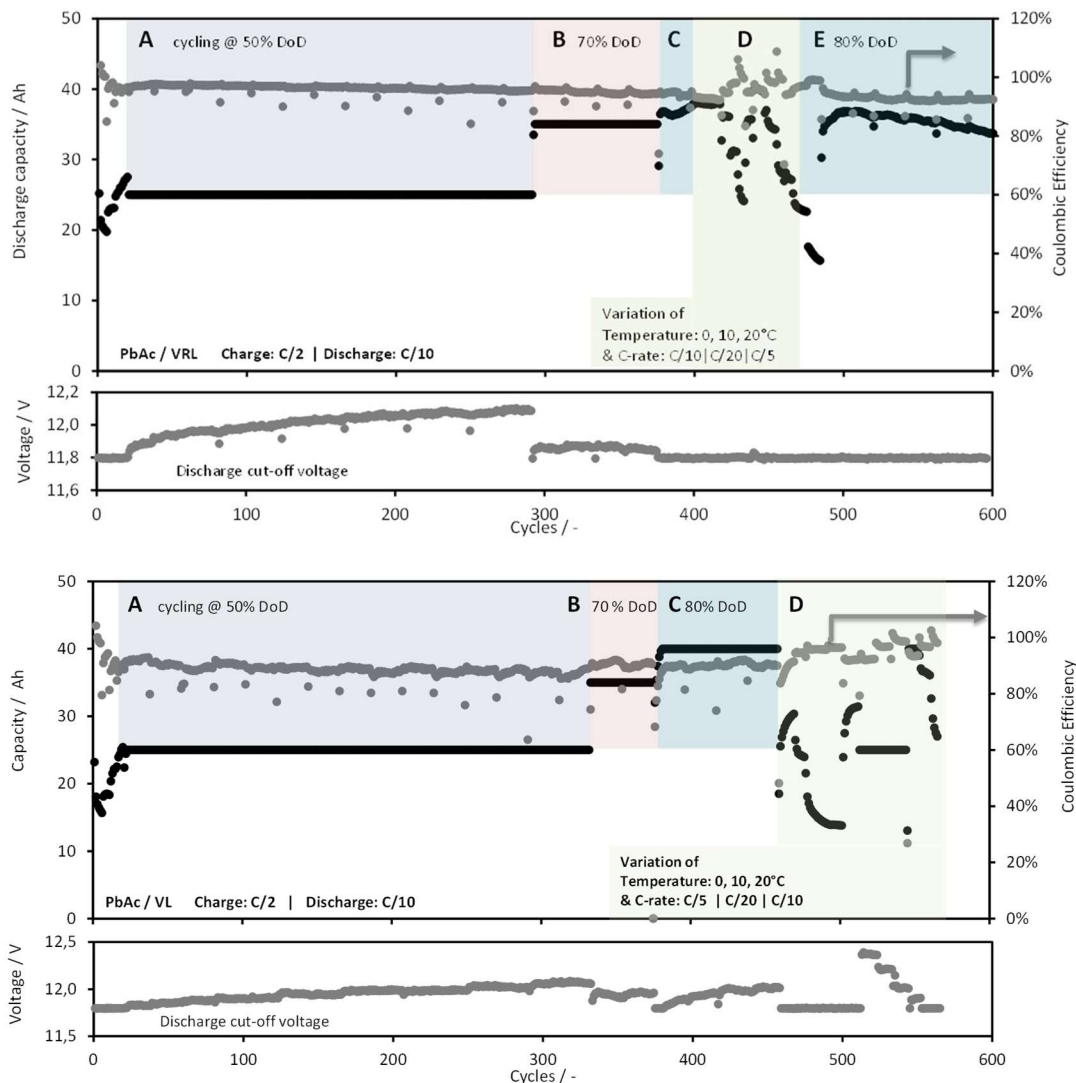 50
40
30
20
10
0
Discharge capacity / Ah
A cycling @ 50% DoD B 70% DoD C D E 80% DoD
120%
100%
80%
60%
40%
20%
0%
Coulombic Efficiency
Variation of
Temperature: 0, 10, 20°C
& C-rate: C/10|C/20|C/5
PbAc / VRL Charge: C/2 | Discharge: C/10
12,2
12,0
11,8
11,6
Voltage / V
Discharge cut-off voltage
0 100 200 300 400 500 600
Cycles / -
50
40
30
20
10
0
Capacity / Ah
A cycling @ 50% DoD B 70 % DoD C 80% DoD D
120%
100%
80%
60%
40%
20%
0%
Coulombic Efficiency
Variation of
Temperature: 0, 10, 20°C
& C-rate: C/5 | C/20 | C/10
PbAc / VL Charge: C/2 | Discharge: C/10
12,5
12,0
11,5
Voltage / V
Discharge cut-off voltage
0 100 200 300 400 500 600
Cycles / -